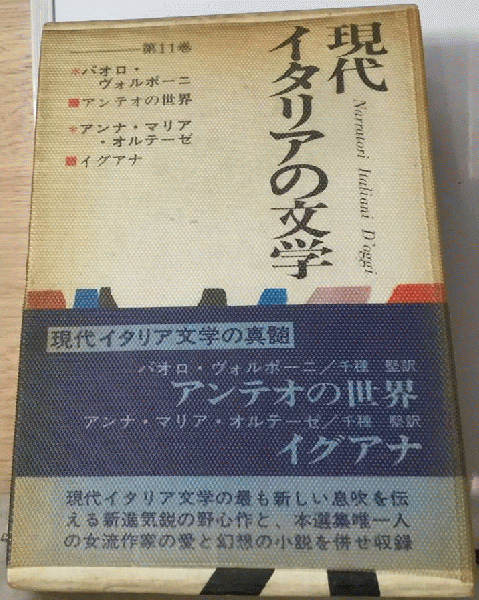 現代
イタリアの文学
Narratori Italiani D'oggi
第11巻
*パオロ・
ヴォルポーニ
■アンテオの世界
*アンナ・マリア
・オルテーゼ
■イグアナ
現代イタリア文学の真髄
パオロ・ヴォルポーニ/千種 堅訳
アンテオの世界
アンナ・マリア・オルテーゼ/千種 堅訳
イグアナ
現代イタリア文学の最も新しい息吹を伝
える新進気鋭の野心作と、本選集唯一人
の女流作家の愛と幻想の小説を併せ収録